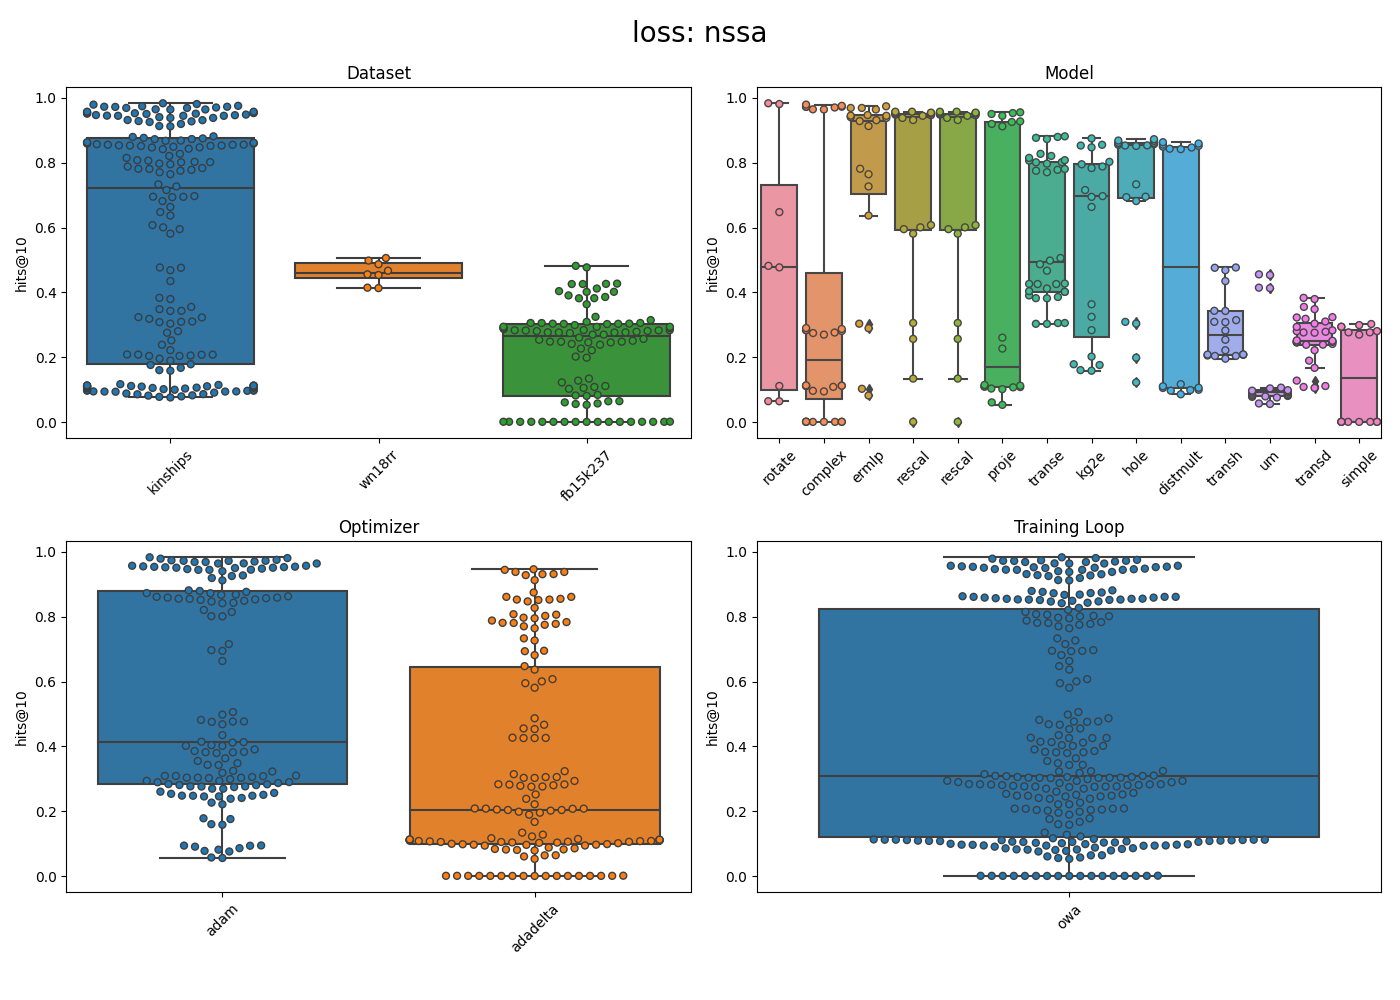 loss: nssa
Dataset
Model
hits@10
1.0
0.8
0.6
0.4
0.2
0.0
kinships
wn18rr
fb15k237
hits@10
1.0
0.8
0.6
0.4
0.2
0.0
rotate
complex
ermlp
rescal
rescal
proje
transe
kg2e
hole
distmult
transh
um
transd
simple
Optimizer
Training Loop
hits@10
1.0
0.8
0.6
0.4
0.2
0.0
adam
adadelta
hits@10
1.0
0.8
0.6
0.4
0.2
0.0
owa